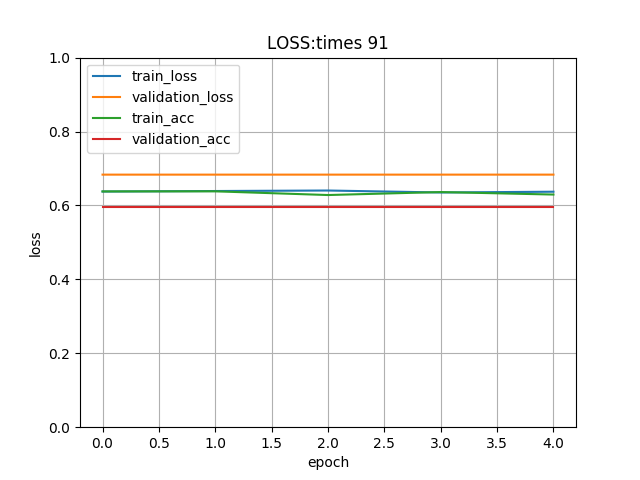 LOSS:times 91
train_loss
validation_loss
train_acc
validation_acc
1.0
0.8
0.6
0.4
0.2
0.0
loss
0.0 0.5 1.0 1.5 2.0 2.5 3.0 3.5 4.0
epoch